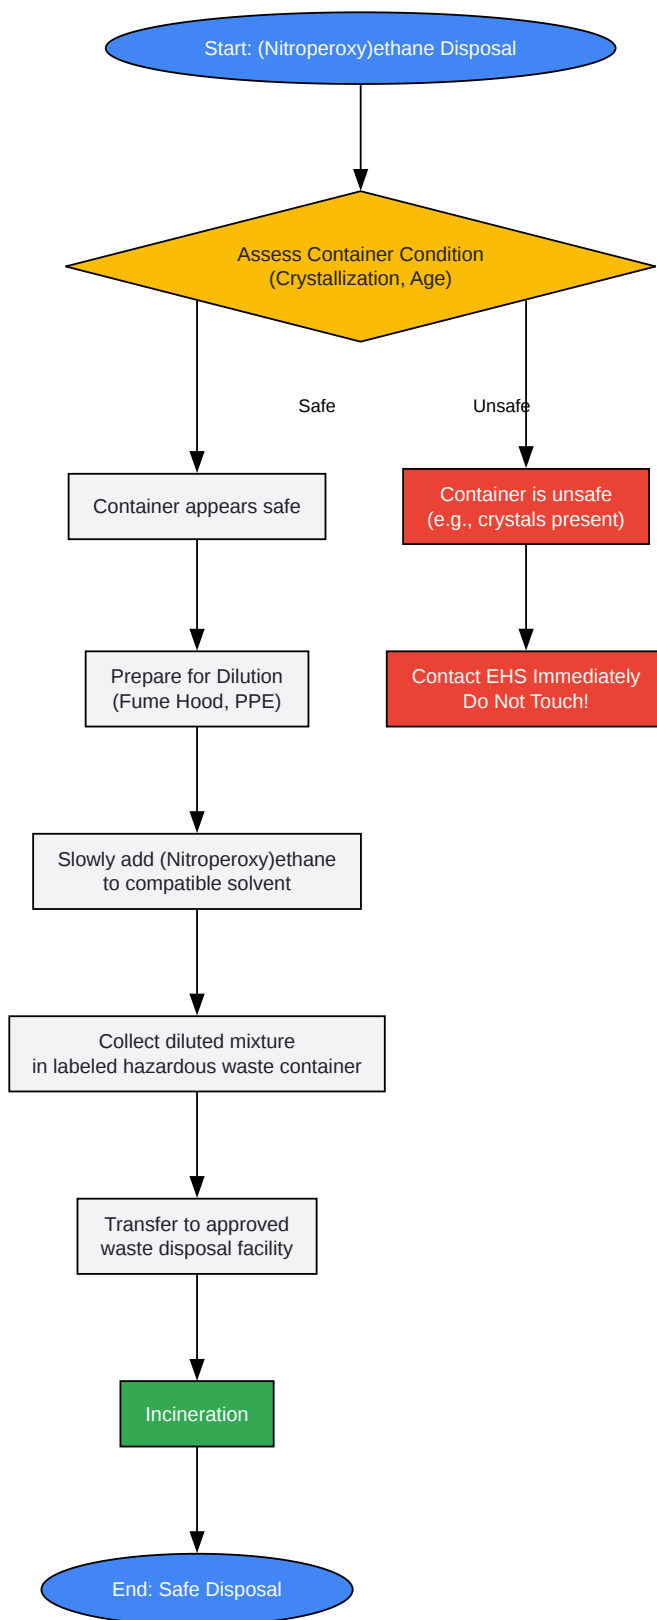 Start: (Nitroperoxy)ethane Disposal
Assess Container Condition
(Crystallization, Age)
Safe
Unsafe
Container appears safe
Container is unsafe
(e.g., crystals present)
Prepare for Dilution
(Fume Hood, PPE)
Contact EHS Immediately
Do Not Touch!
Slowly add (Nitroperoxy)ethane
to compatible solvent
Collect diluted mixture
in labeled hazardous waste container
Transfer to approved
waste disposal facility
Incineration
End: Safe Disposal